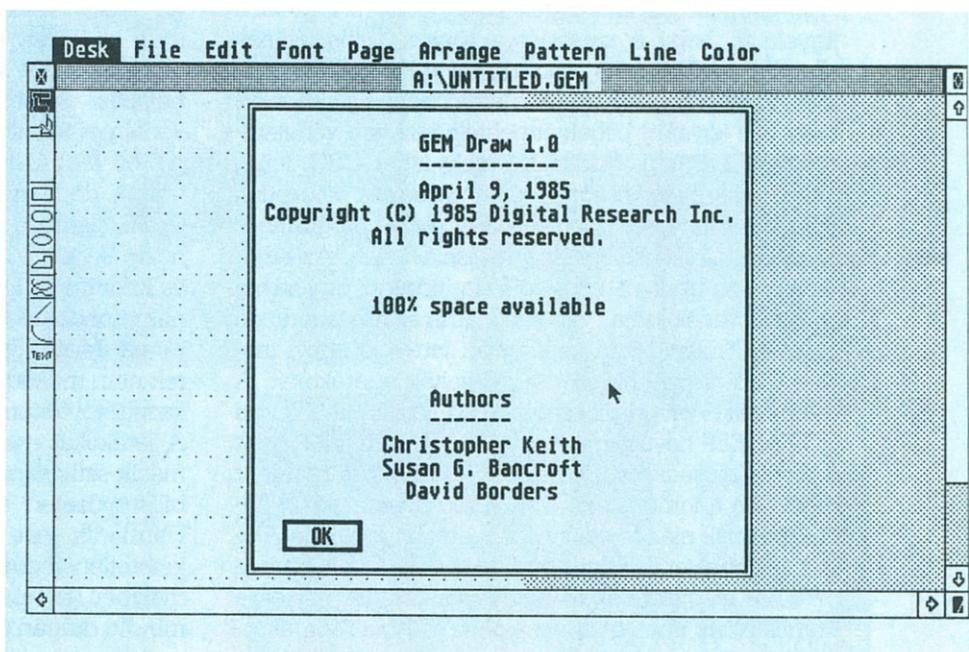 Desk File Edit Font Page Arrange Pattern Line Color
A:\UNTITLED.GEM
GEM Draw 1.0
------------
April 9, 1985
Copyright (C) 1985 Digital Research Inc.
All rights reserved.
100% space available
Authors
-------
Christopher Keith
Susan G. Bancroft
David Borders
OK
TEXT